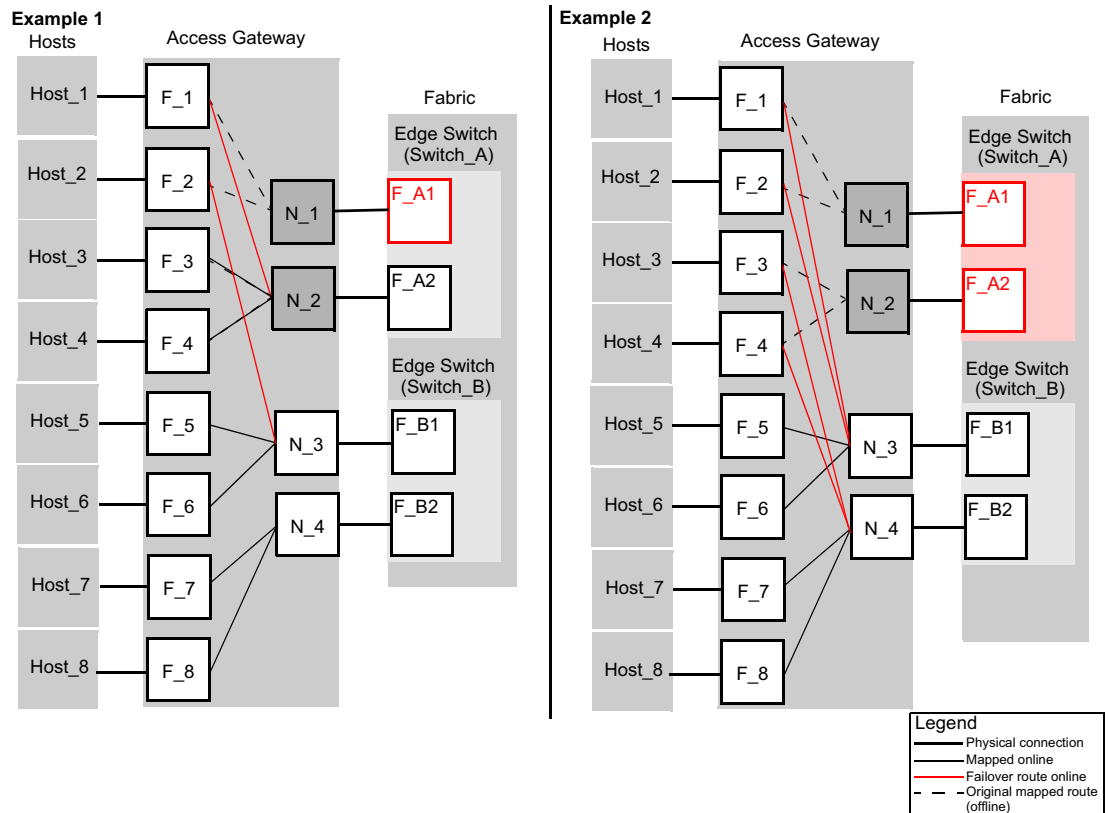 Example 1
Hosts
Access Gateway
Host_1
Host_2
Host_3
Host_4
Host_5
Host_6
Host_7
Host_8
F_1
F_2
F_3
F_4
F_5
F_6
F_7
F_8
N_1
N_2
N_3
N_4
Fabric
Edge Switch
(Switch_A)
F_A1
F_A2
Edge Switch
(Switch_B)
F_B1
F_B2
Example 2
Hosts
Access Gateway
Host_1
Host_2
Host_3
Host_4
Host_5
Host_6
Host_7
Host_8
F_1
F_2
F_3
F_4
F_5
F_6
F_7
F_8
N_1
N_2
N_3
N_4
Fabric
Edge Switch
(Switch_A)
F_A1
F_A2
Edge Switch
(Switch_B)
F_B1
F_B2
Legend
Physical connection
Mapped online
Failover route online
Original mapped route
(offline)